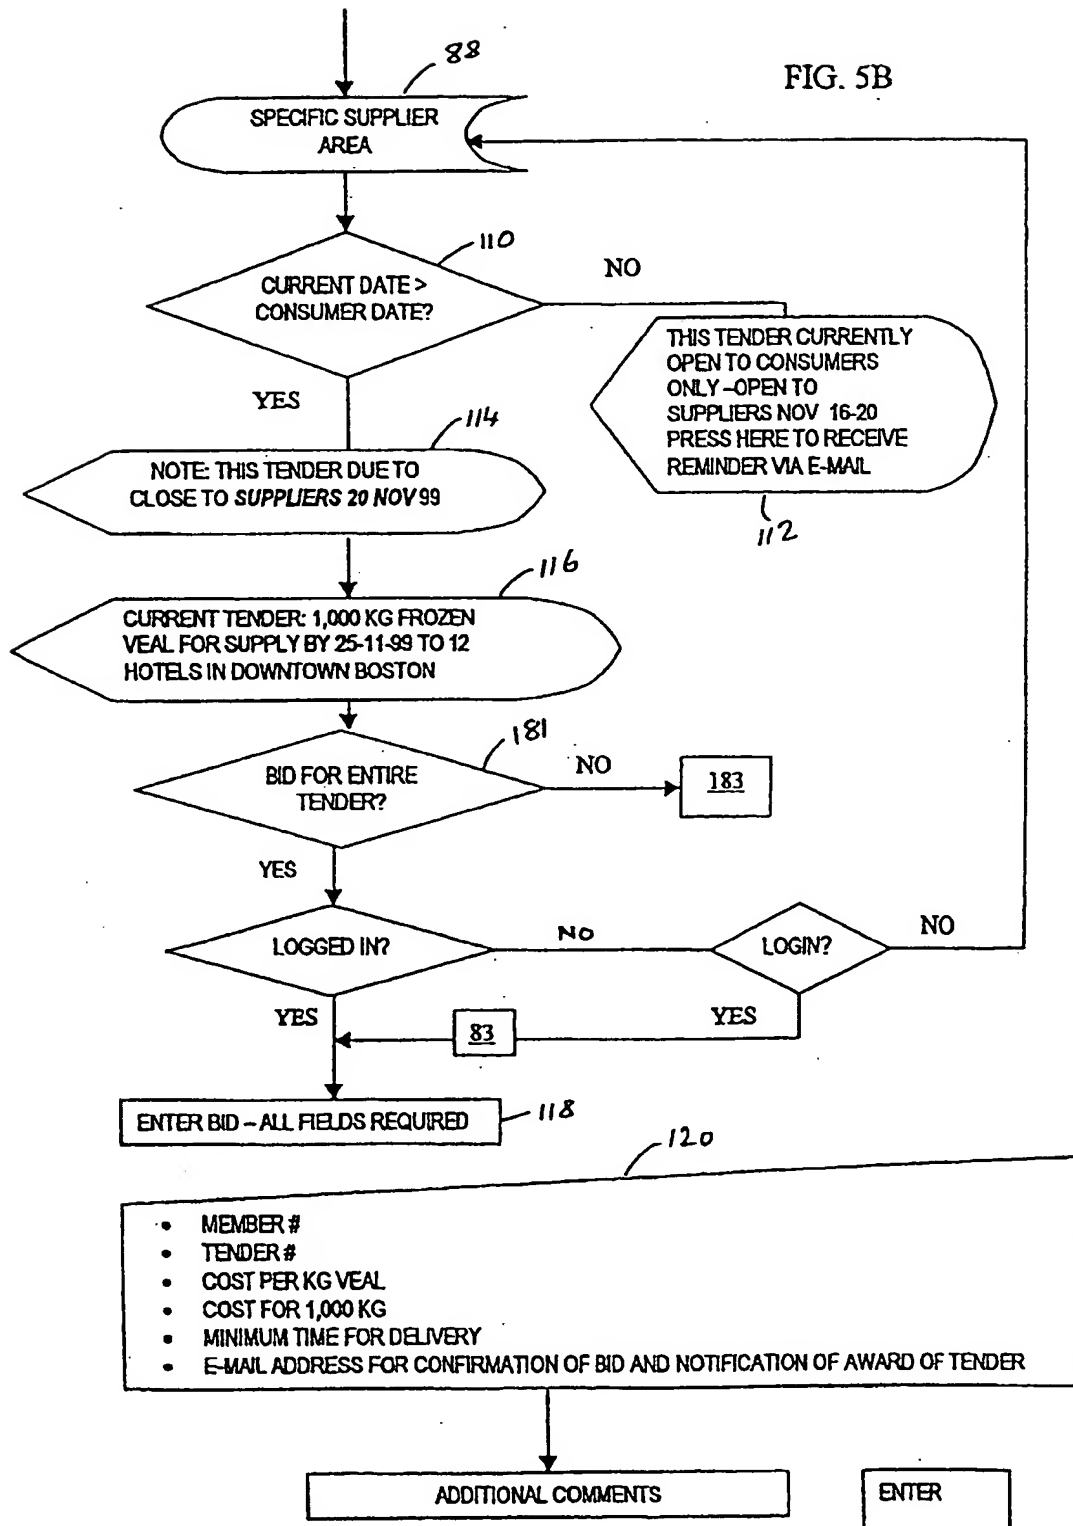 88
FIG. 5B
SPECIFIC SUPPLIER
AREA
110
CURRENT DATE >
CONSUMER DATE?
NO
THIS TENDER CURRENTLY
OPEN TO CONSUMERS
ONLY –OPEN TO
SUPPLIERS NOV 16-20
PRESS HERE TO RECEIVE
REMINDER VIA E-MAIL
112
YES
114
NOTE: THIS TENDER DUE TO
CLOSE TO SUPPLIERS 20 NOV 99
116
CURRENT TENDER: 1,000 KG FROZEN
VEAL FOR SUPPLY BY 25-11-99 TO 12
HOTELS IN DOWNTOWN BOSTON
181
BID FOR ENTIRE
TENDER?
NO
183
YES
LOGGED IN?
NO
LOGIN?
NO
YES
83
YES
ENTER BID – ALL FIELDS REQUIRED
118
120
• MEMBER #
• TENDER #
• COST PER KG VEAL
• COST FOR 1,000 KG
• MINIMUM TIME FOR DELIVERY
• E-MAIL ADDRESS FOR CONFIRMATION OF BID AND NOTIFICATION OF AWARD OF TENDER
ADDITIONAL COMMENTS
ENTER